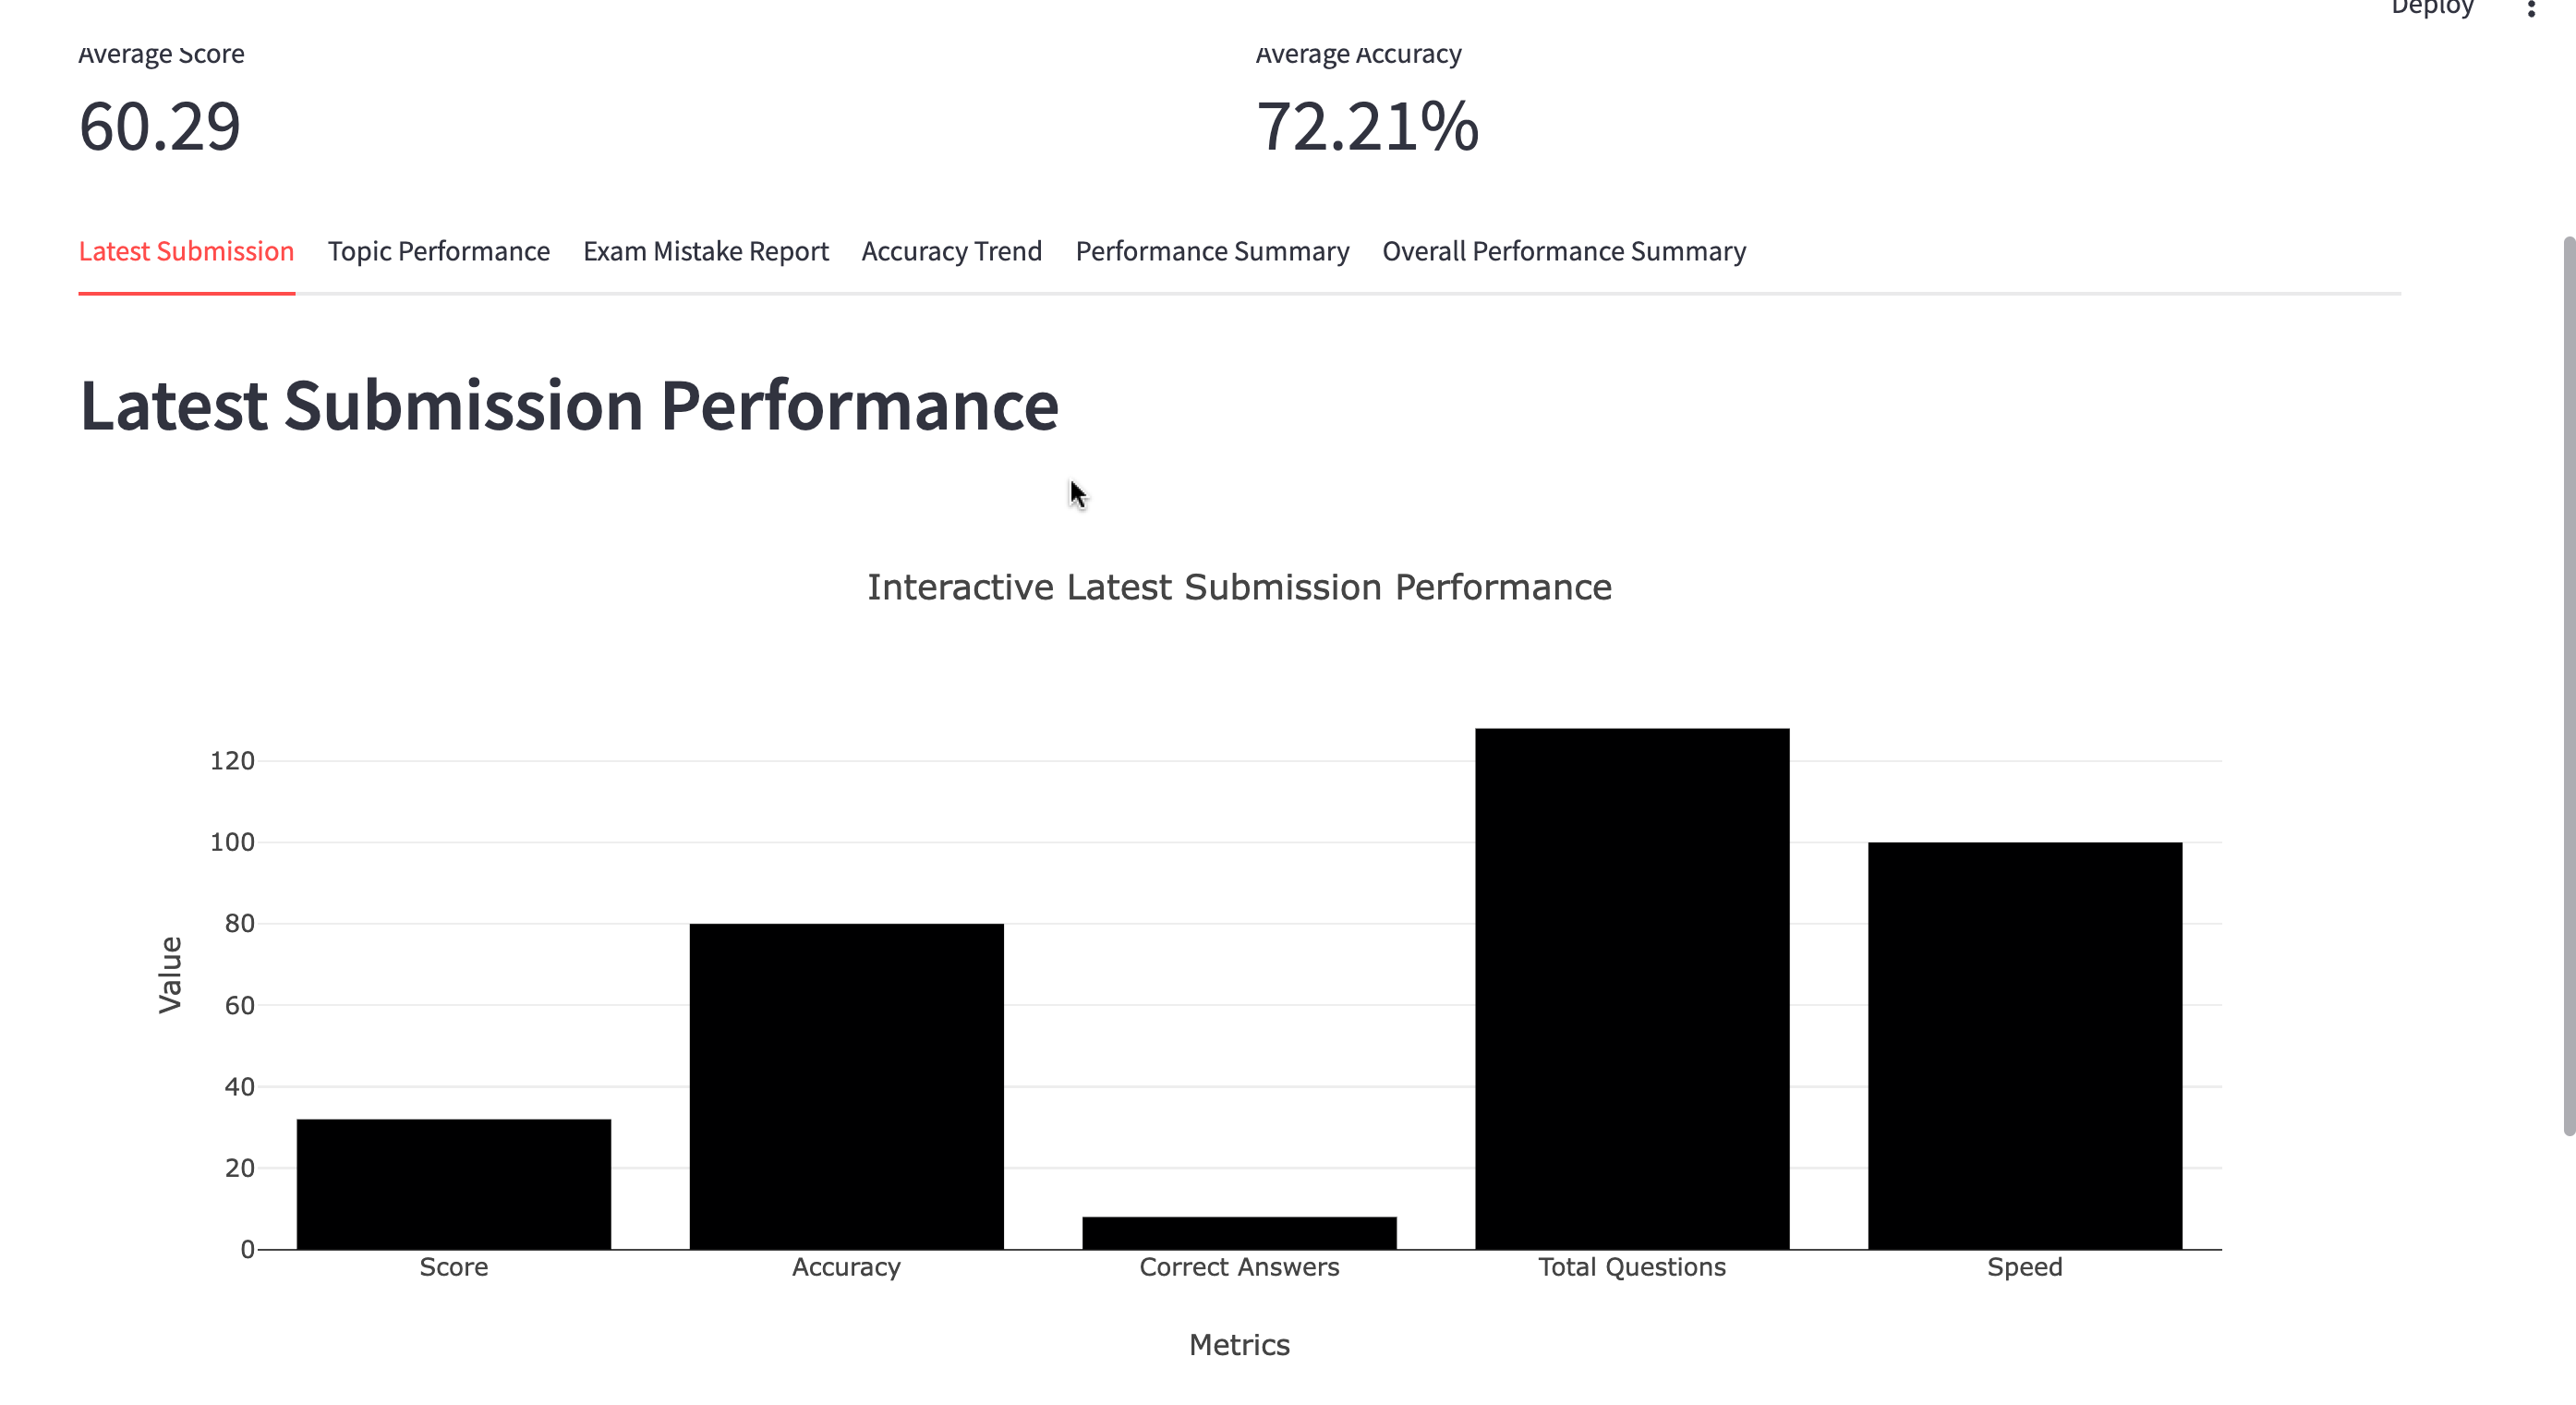 Deploy
Average Score
Average Accuracy
60.29
72.21%
Latest Submission
Topic Performance
Exam Mistake Report
Accuracy Trend
Performance Summary
Overall Performance Summary
Latest Submission Performance
Interactive Latest Submission Performance
120
100
80
60
40
20
0
Value
Score
Accuracy
Correct Answers
Total Questions
Speed
Metrics